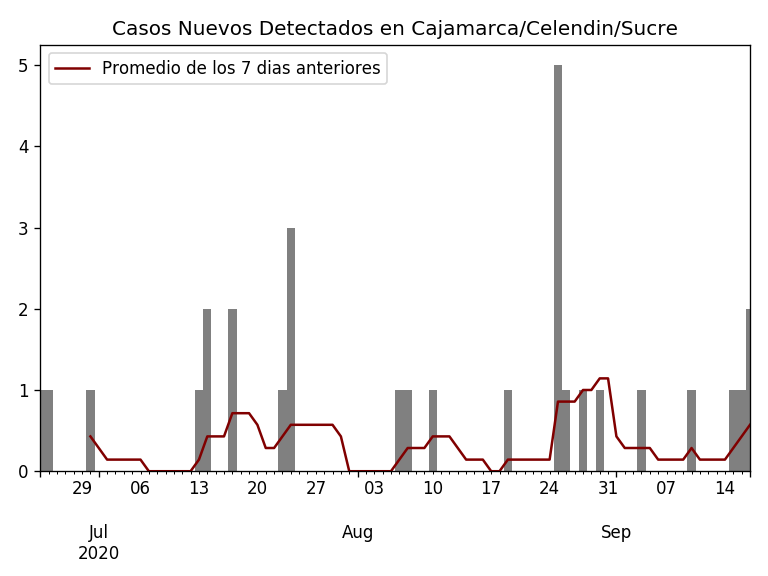 Casos Nuevos Detectados en Cajamarca/Celendin/Sucre
Promedio de los 7 dias anteriores
5
4
3
2
1
0
29 06 13 20 27 03 10 17 24 31 07 14
Jul Aug Sep
2020